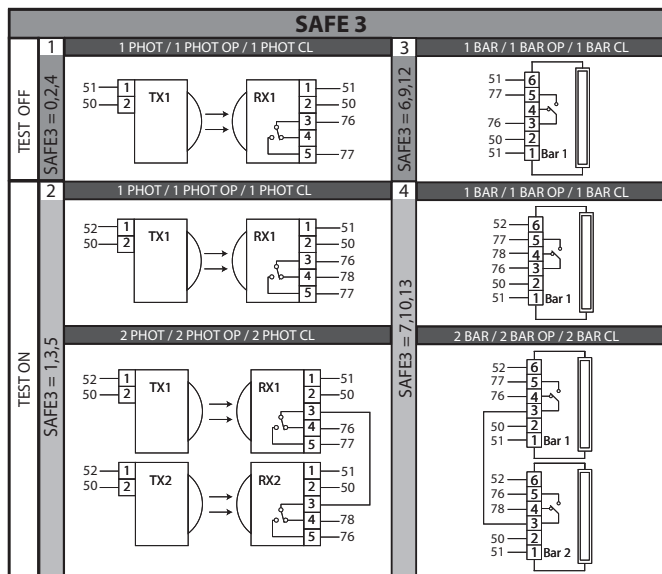 SAFE 3
TEST OFF
SAFE3 = 0,2,4
1
1 PHOT / 1 PHOT OP / 1 PHOT CL
51 1
50 2
TX1
RX1
1 51
2 50
3 76
4
5 77
SAFE3 = 6,9,12
3
1 BAR / 1 BAR OP / 1 BAR CL
51 6
77 5
4
76 3
50 2
51 1 Bar 1
TEST ON
SAFE3 = 1,3,5
2
1 PHOT / 1 PHOT OP / 1 PHOT CL
52 1
50 2
TX1
RX1
1 51
2 50
3 76
4 78
5 77
2 PHOT / 2 PHOT OP / 2 PHOT CL
52 1
50 2
TX1
RX1
1 51
2 50
3
4 76
5 77
52 1
50 2
TX2
RX2
1 51
2 50
3
4 78
5 76
SAFE3 = 7,10,13
4
1 BAR / 1 BAR OP / 1 BAR CL
52 6
77 5
78 4
76 3
50 2
51 1 Bar 1
2 BAR / 2 BAR OP / 2 BAR CL
52 6
77 5
76 4
3
50 2
51 1 Bar 1
52 6
76 5
78 4
3
50 2
51 1 Bar 2